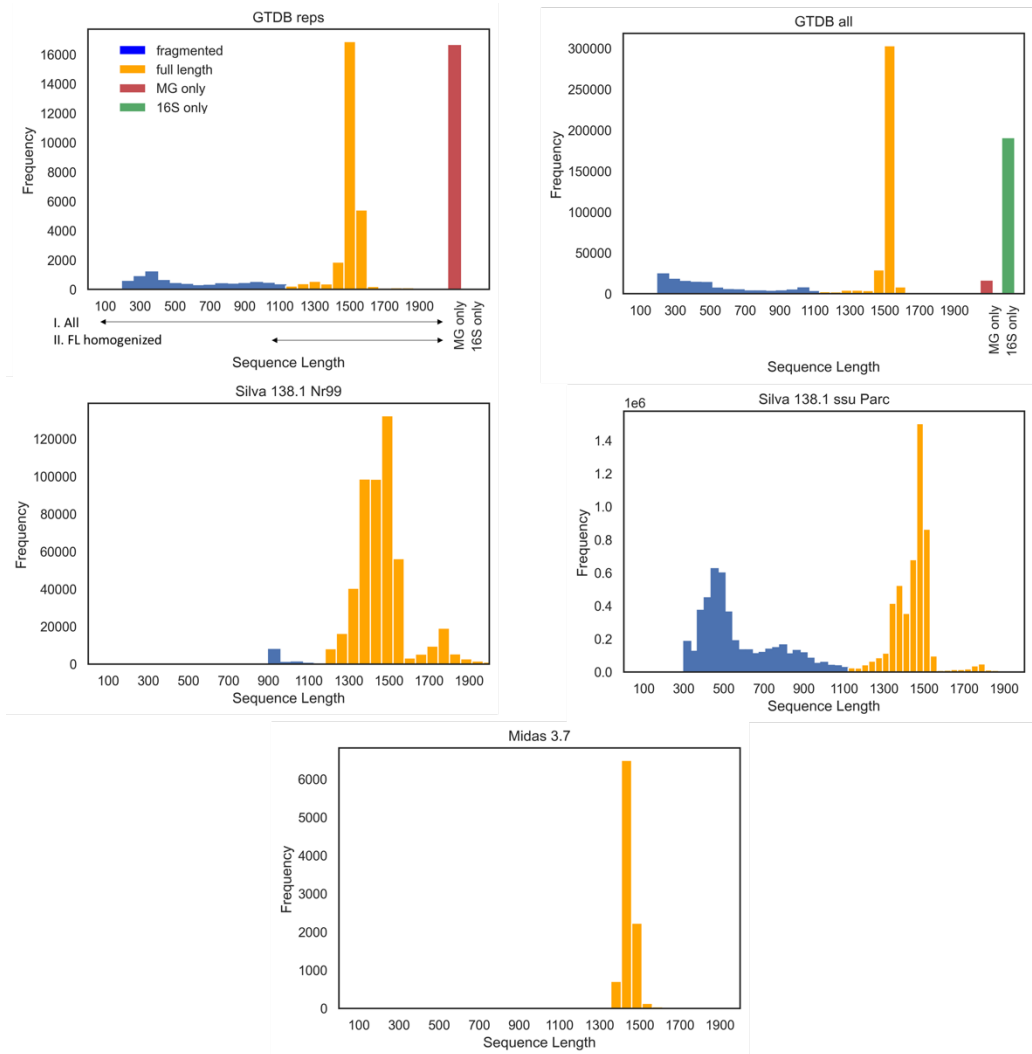 GTDB reps
16000
14000
12000
10000
8000
6000
4000
2000
0
Frequency
fragmented
full length
MG only
16S only
100 300 500 700 900 1100 1300 1500 1700 1900
MG only
16S only
I. All
II. FL homogenized
Sequence Length
GTDB all
300000
250000
200000
150000
100000
50000
0
Frequency
100 300 500 700 900 1100 1300 1500 1700 1900
MG only
16S only
Sequence Length
Silva 138.1 Nr99
120000
100000
80000
60000
40000
20000
0
Frequency
100 300 500 700 900 1100 1300 1500 1700 1900
Sequence Length
Silva 138.1 ssu Parc
1e6
1.4
1.2
1.0
0.8
0.6
0.4
0.2
0.0
Frequency
100 300 500 700 900 1100 1300 1500 1700 1900
Sequence Length
Midas 3.7
6000
5000
4000
3000
2000
1000
0
Frequency
100 300 500 700 900 1100 1300 1500 1700 1900
Sequence Length